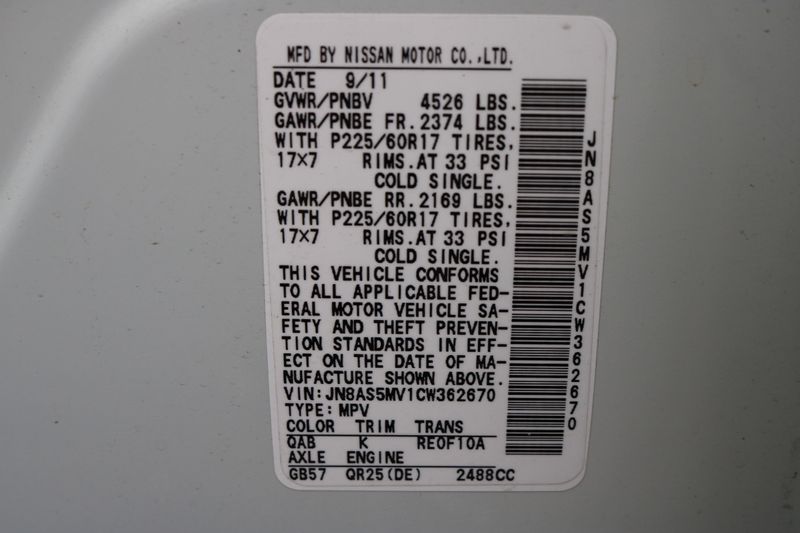 MFD BY NISSAN MOTOR CO.,LTD.
DATE 9/11
GVWR/PNBV 4526 LBS.
GAWR/PNBE FR.2374 LBS.
WITH P225/60R17 TIRES,
17×7 RIMS.AT 33 PSI
COLD SINGLE.
GAWR/PNBE RR.2169 LBS.
WITH P225/60R17 TIRES,
17×7 RIMS.AT 33 PSI
COLD SINGLE.
THIS VEHICLE CONFORMS
TO ALL APPLICABLE FED-
ERAL MOTOR VEHICLE SA-
FETY AND THEFT PREVEN-
TION STANDARDS IN EFF-
ECT ON THE DATE OF MA-
NUFACTURE SHOWN ABOVE.
VIN:JN8AS5MV1CW362670
TYPE:MPV
COLOR TRIM TRANS
QAB K RE0F10A
AXLE ENGINE
GB57 QR25(DE) 2488CC
JN8AS5MV1CW362670